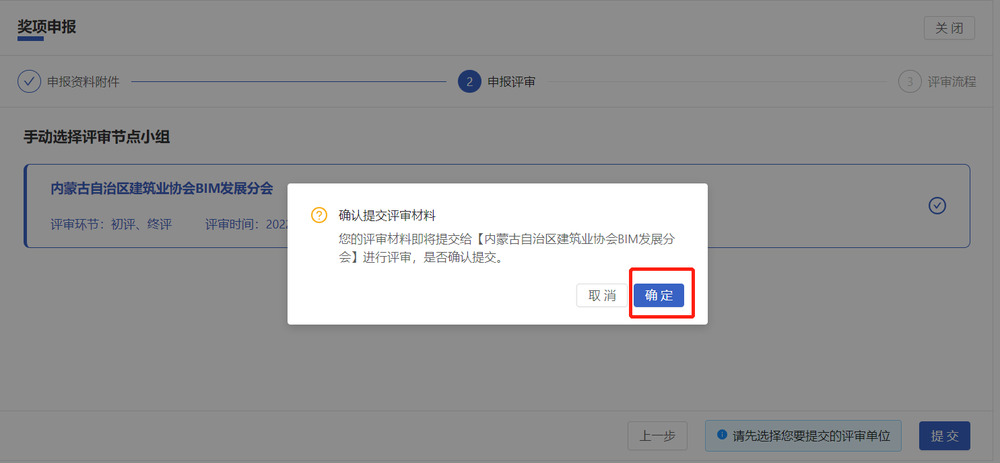 奖项申报
关 闭
申报资料附件
2
申报评审
3
评审流程
手动选择评审节点小组
内蒙古自治区建筑业协会BIM发展分会
评审环节：初评、终评
评审时间：2022
确认提交评审材料
您的评审材料即将提交给【内蒙古自治区建筑业协会BIM发展分
会】进行评审，是否确认提交。
取 消
确 定
上一步
请先选择您要提交的评审单位
提 交